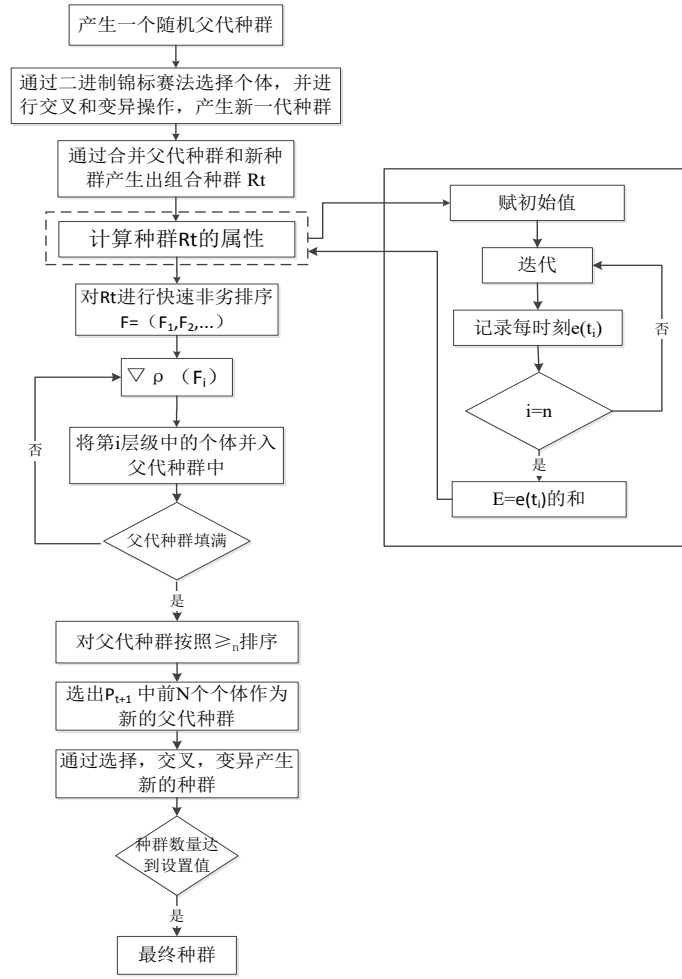 产生一个随机父代种群
通过二进制锦标赛法选择个体，并进
行交叉和变异操作，产生新一代种群
通过合并父代种群和新种
群产生出组合种群 Rt
计算种群Rt的属性
对Rt进行快速非劣排序
F=（F₁,F₂,...）
▽ ρ （Fᵢ）
否
将第i层级中的个体并入
父代种群中
父代种群填满
是
对父代种群按照≥ₙ排序
选出Pₜ₊₁ 中前N个个体作为
新的父代种群
通过选择，交叉，变异产生
新的种群
种群数量达
到设置值
是
最终种群
赋初始值
迭代
记录每时刻e(tᵢ)
否
i=n
是
E=e(tᵢ)的和